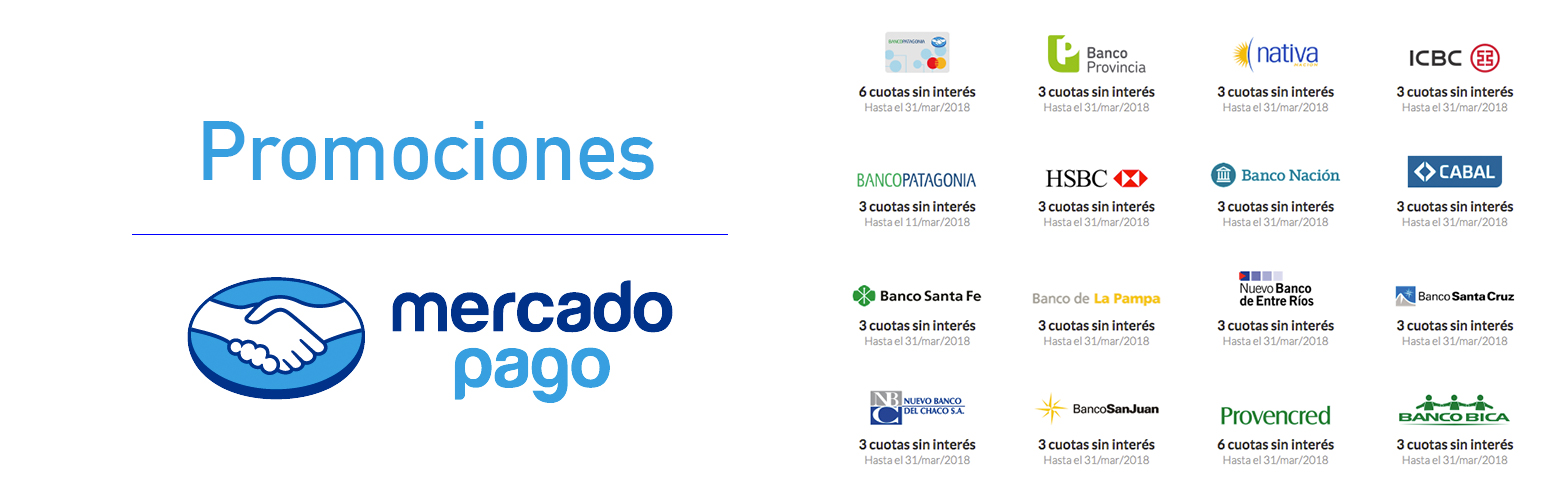 Promociones
mercado
pago
BANCOPATAGONIA
6 cuotas sin interés
Hasta el 31/mar/2018
Banco
Provincia
3 cuotas sin interés
Hasta el 31/mar/2018
nativa
NACION
3 cuotas sin interés
Hasta el 31/mar/2018
ICBC
3 cuotas sin interés
Hasta el 31/mar/2018
BANCOPATAGONIA
3 cuotas sin interés
Hasta el 11/mar/2018
HSBC
3 cuotas sin interés
Hasta el 31/mar/2018
Banco Nación
3 cuotas sin interés
Hasta el 31/mar/2018
CABAL
3 cuotas sin interés
Hasta el 31/mar/2018
Banco Santa Fe
3 cuotas sin interés
Hasta el 31/mar/2018
Banco de La Pampa
3 cuotas sin interés
Hasta el 31/mar/2018
Nuevo Banco
de Entre Ríos
3 cuotas sin interés
Hasta el 31/mar/2018
Banco Santa Cruz
3 cuotas sin interés
Hasta el 31/mar/2018
NBC
NUEVO BANCO
DEL CHACO S.A.
3 cuotas sin interés
Hasta el 31/mar/2018
BancoSanJuan
3 cuotas sin interés
Hasta el 31/mar/2018
Provencred
6 cuotas sin interés
Hasta el 31/mar/2018
BANCO BICA
3 cuotas sin interés
Hasta el 31/mar/2018